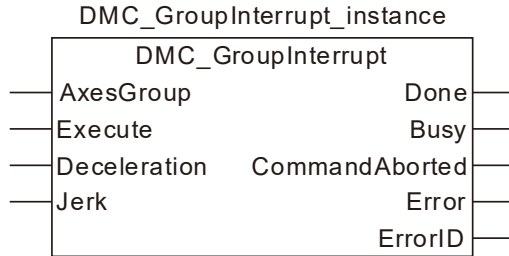 DMC_GroupInterrupt_instance
DMC_GroupInterrupt
AxesGroup Done
Execute Busy
Deceleration CommandAborted
Jerk Error
ErrorID